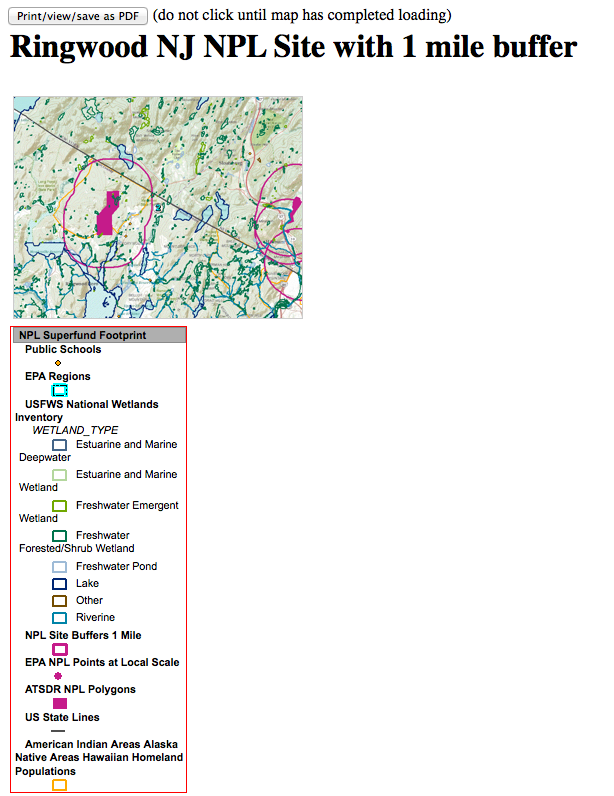 Print/view/save as PDF (do not click until map has completed loading)
Ringwood NJ NPL Site with 1 mile buffer
NPL Superfund Footprint
Public Schools
EPA Regions
USFWS National Wetlands
Inventory
WETLAND_TYPE
Estuarine and Marine
Deepwater
Estuarine and Marine
Wetland
Freshwater Emergent
Wetland
Freshwater
Forested/Shrub Wetland
Freshwater Pond
Lake
Other
Riverine
NPL Site Buffers 1 Mile
EPA NPL Points at Local Scale
ATSDR NPL Polygons
US State Lines
American Indian Areas Alaska
Native Areas Hawaiian Homeland
Populations